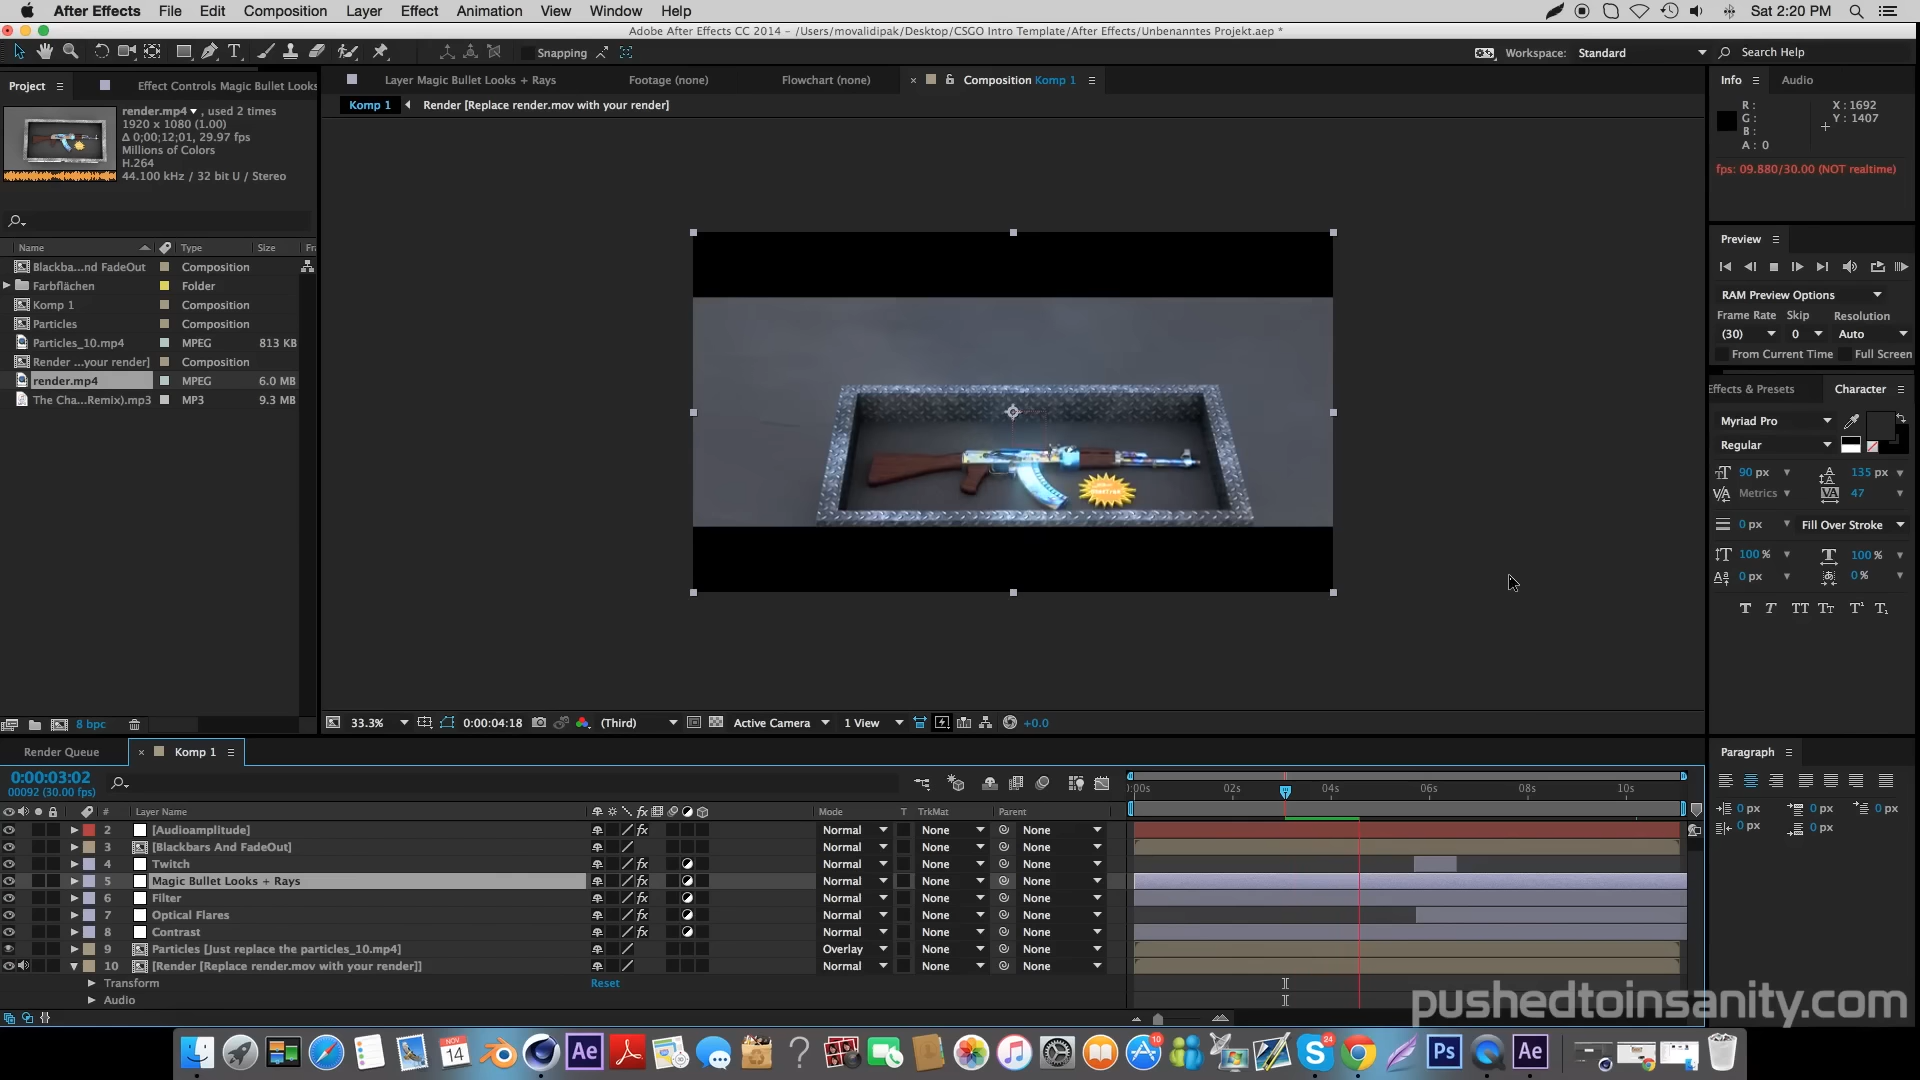 After Effects File Edit Composition Layer Effect Animation View Window Help Sat 2:20 PM
Adobe After Effects CC 2014 - /Users/movalidipak/Desktop/CSGO Intro Template/After Effects/Unbenanntes Projekt.aep *
Snapping Workspace: Standard Search Help
Project Effect Controls Magic Bullet Looks
Layer Magic Bullet Looks + Rays Footage (none) Flowchart (none) × Composition Komp 1
Info Audio
Komp 1 Render [Replace render.mov with your render]
render.mp4 , used 2 times
1920 x 1080 (1.00)
Δ 0;00;12;01, 29.97 fps
Millions of Colors
H.264
44.100 kHz / 32 bit U / Stereo
R :
G :
B :
A : 0
X : 1692
Y : 1407
fps: 09.880/30.00 (NOT realtime)
Name Type Size Fr
Blackba...nd FadeOut Composition
Farbflächen Folder
Komp 1 Composition
Particles Composition
Particles_10.mp4 MPEG 813 KB
Render ...your render] Composition
render.mp4 MPEG 6.0 MB
The Cha...Remix).mp3 MP3 9.3 MB
Preview
RAM Preview Options
Frame Rate Skip Resolution
(30) 0 Auto
From Current Time Full Screen
Effects & Presets Character
Myriad Pro
Regular
90 px 135 px
Metrics 47
0 px Fill Over Stroke
100 % 100 %
0 px 0 %
T T TT Tt T¹ T₁
8 bpc
33.3% 0:00:04:18 (Third) Active Camera 1 View +0.0
Render Queue × Komp 1
Paragraph
0 px 0 px 0 px
0 px 0 px
0:00:03:02
00092 (30.00 fps)
:00s 02s 04s 06s 08s 10s
# Layer Name Mode T TrkMat Parent
2 [Audioamplitude] Normal None None
3 [Blackbars And FadeOut] Normal None None
4 Twitch Normal None None
5 Magic Bullet Looks + Rays Normal None None
6 Filter Normal None None
7 Optical Flares Normal None None
8 Contrast Normal None None
9 Particles [Just replace the particles_10.mp4] Overlay None None
10 [Render [Replace render.mov with your render]] Normal None None
Transform Reset
Audio
pushedtoinsanity.com
NOV
14
Ae
10
24
Ps
Ae